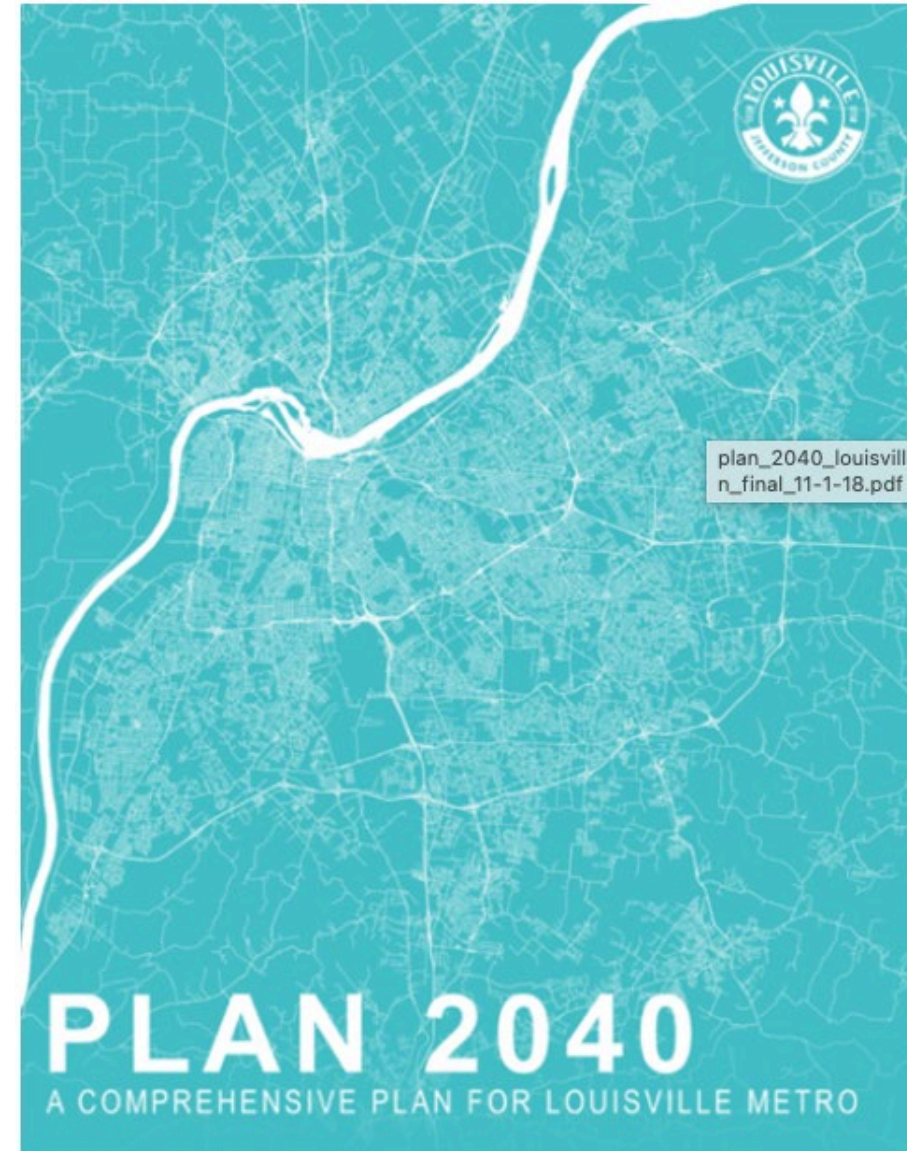 LOUISVILLE
JEFFERSON COUNTY
plan_2040_louisvill
n_final_11-1-18.pdf
PLAN 2040
A COMPREHENSIVE PLAN FOR LOUISVILLE METRO